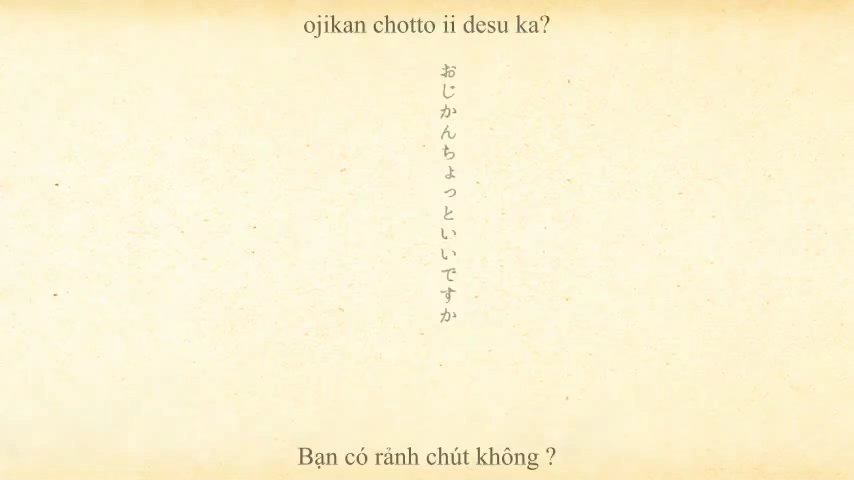 ojikan chotto ii desu ka?
おじかんちょっといいですか
Bạn có rảnh chút không ?